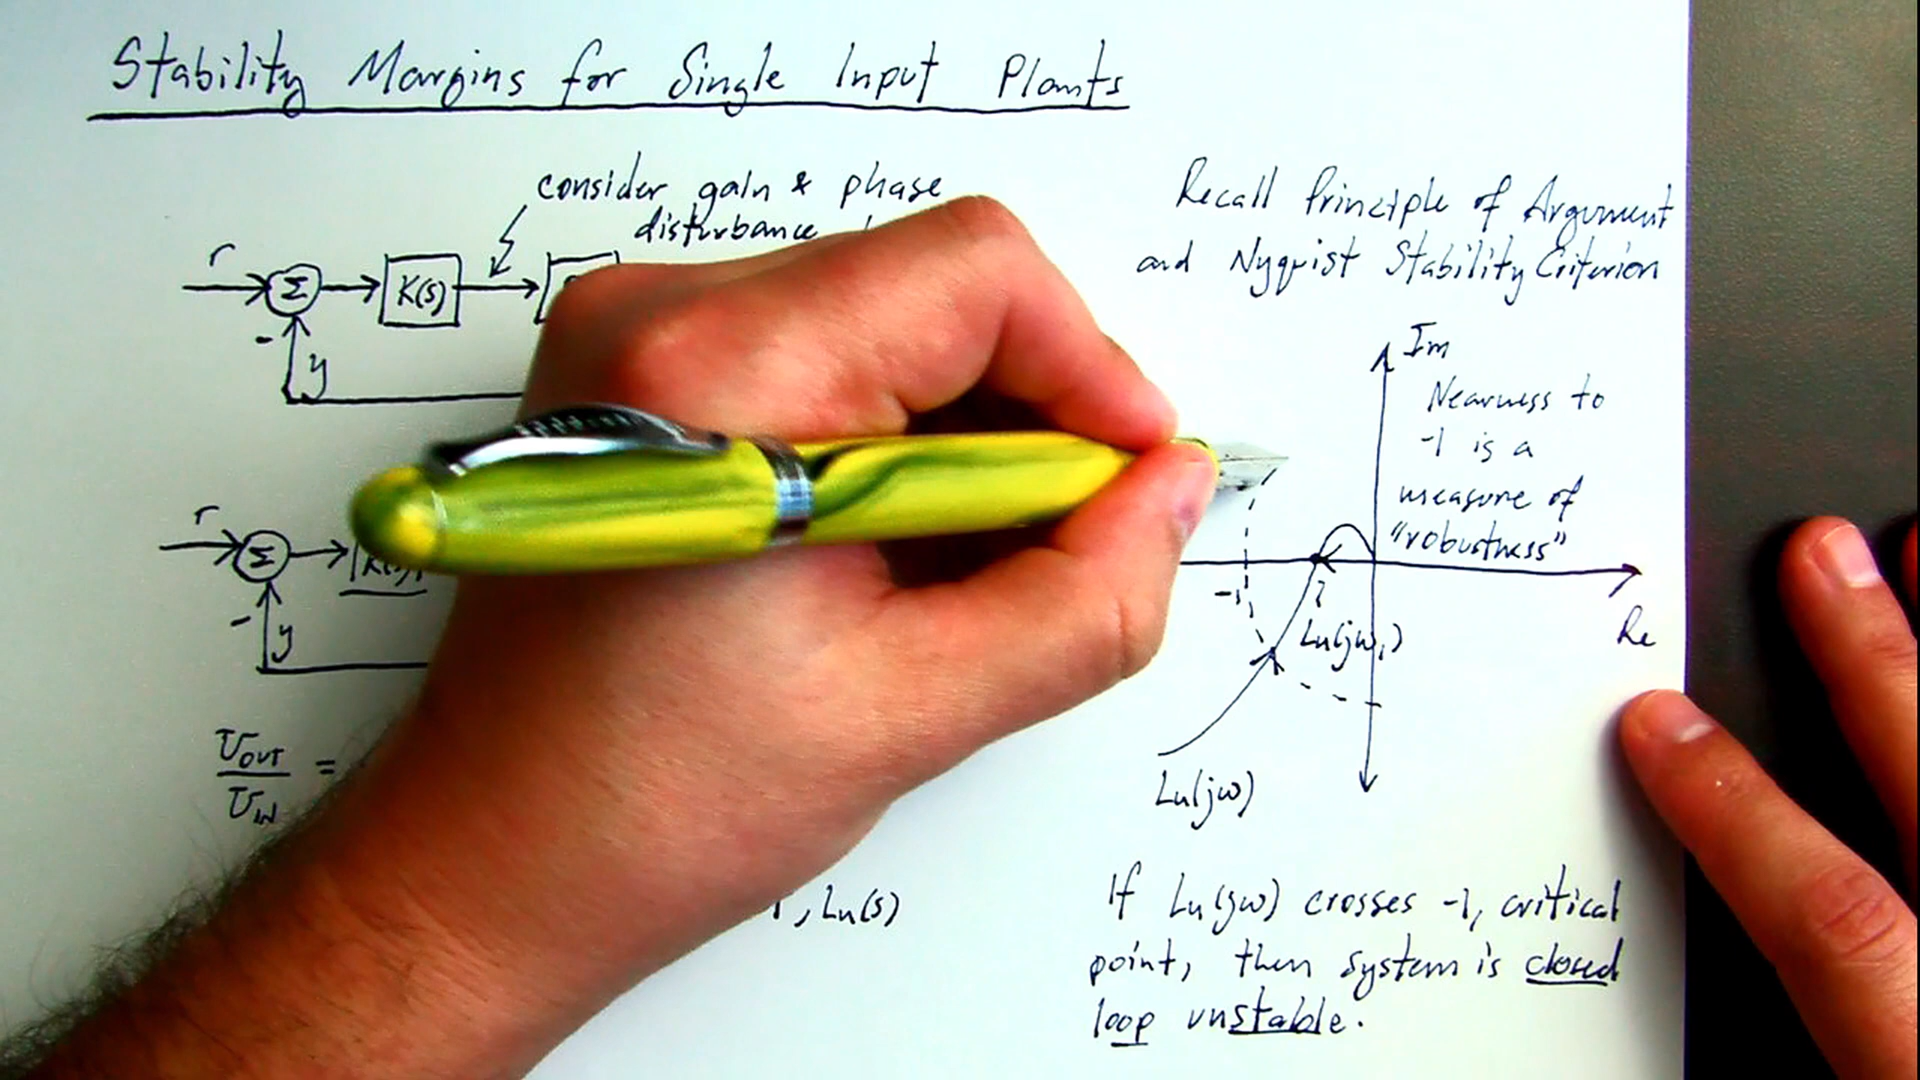 Stability Margins for Single Input Plants
consider gain & phase
disturbance
r
Σ
K(s)
-
y
r
Σ
K(s)
-
y
UOUT
UIN
=
, Lu(s)
Recall Principle of Argument
and Nyquist Stability Criterion
Im
Nearness to
-1 is a
measure of
"robustness"
-1
Lu(jω1)
Re
Lu(jω)
If Lu(jω) crosses -1, critical
point, then system is closed
loop unstable.